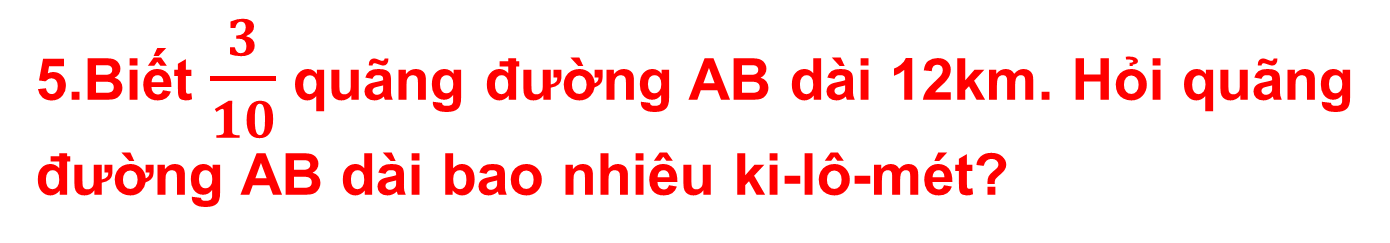 5.Biết 3/10 quãng đường AB dài 12km. Hỏi quãng
đường AB dài bao nhiêu ki-lô-mét?